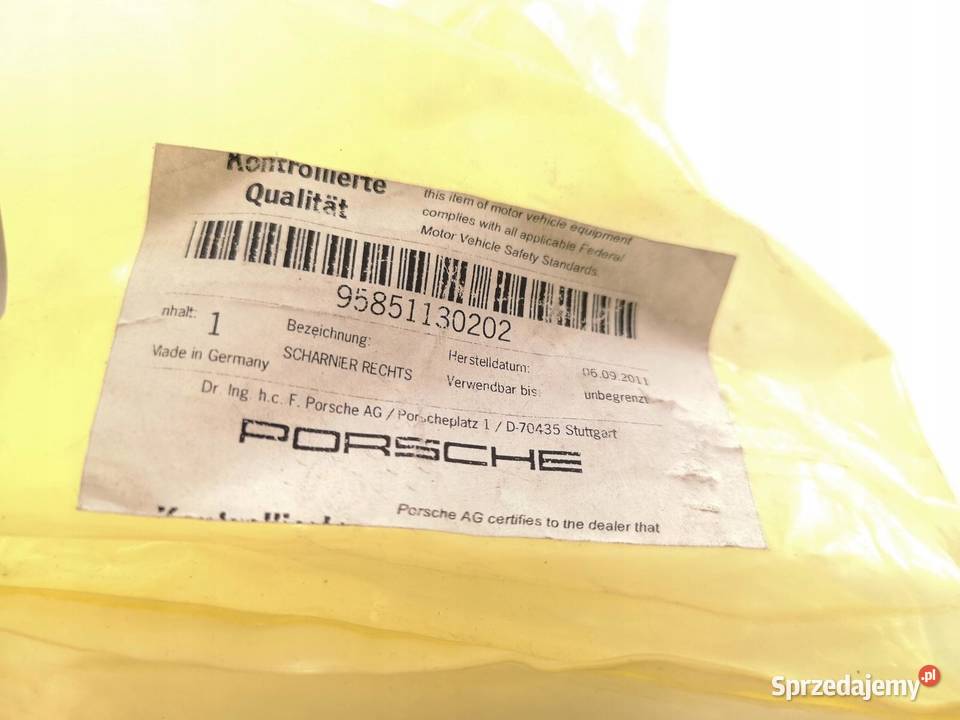 Kontrollierte
Qualität
this item of motor vehicle equipment
complies with all applicable Federal
Motor Vehicle Safety Standards.
95851130202
nhalt: 1
Bezeichnung:
SCHARNIER RECHTS
Herstelldatum: 06.09.2011
Made in Germany
Verwendbar bis: unbegrenzt
Dr. Ing. h.c. F. Porsche AG / Porscheplatz 1 / D-70435 Stuttgart
PORSCHE
Porsche AG certifies to the dealer that
Sprzedajemy.pl